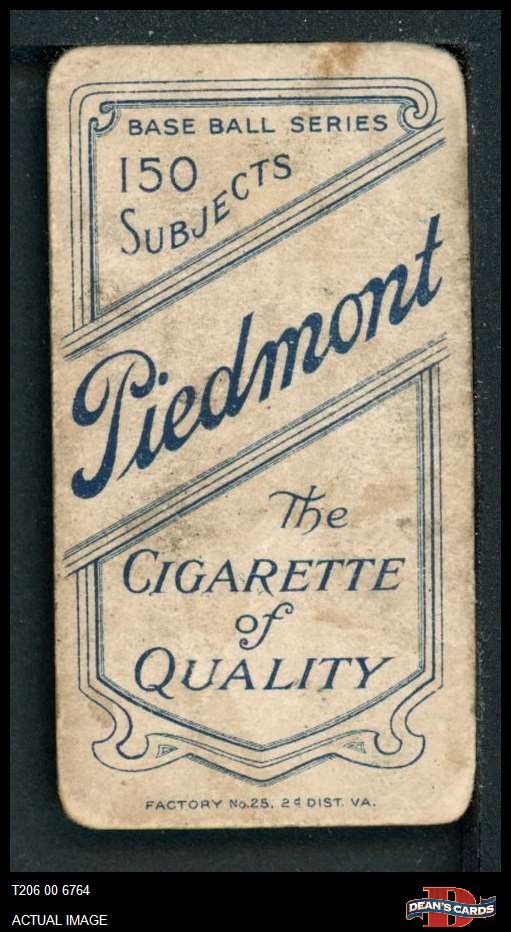 BASE BALL SERIES
150
SUBJECTS
Piedmont
The
CIGARETTE
of
QUALITY
FACTORY No.25, 2d DIST. VA.
T206 00 6764
ACTUAL IMAGE
DEAN'S CARDS